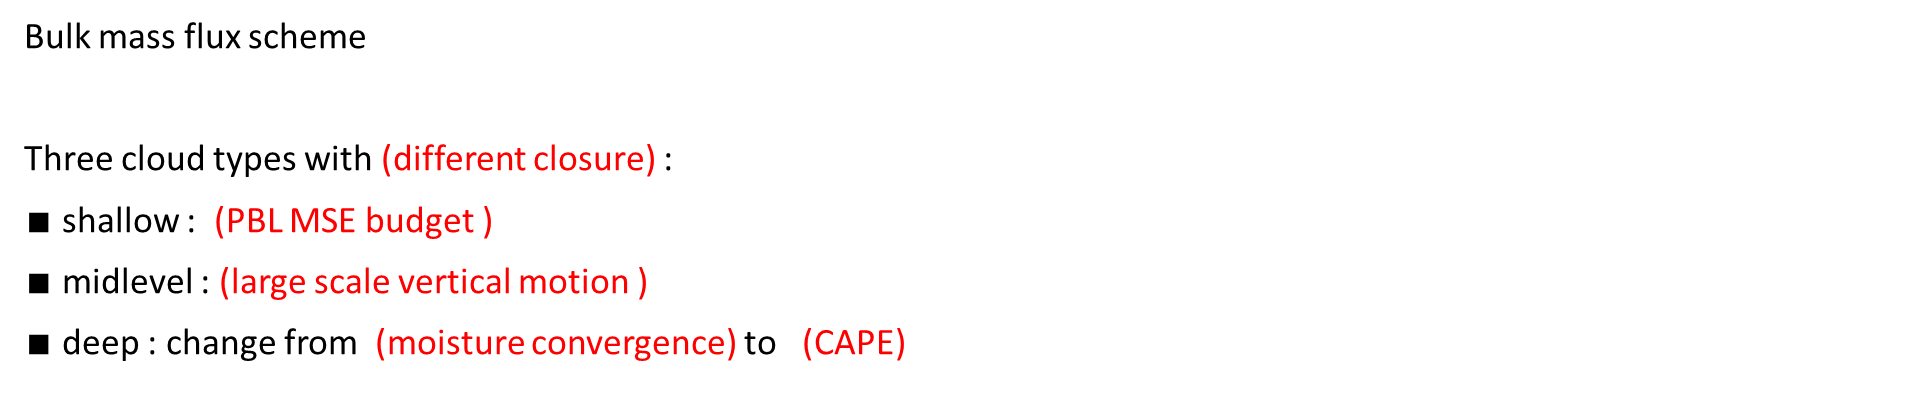 Bulk mass flux scheme
Three cloud types with (different closure) :
■ shallow : (PBL MSE budget )
■ midlevel : (large scale vertical motion )
■ deep : change from (moisture convergence) to (CAPE)